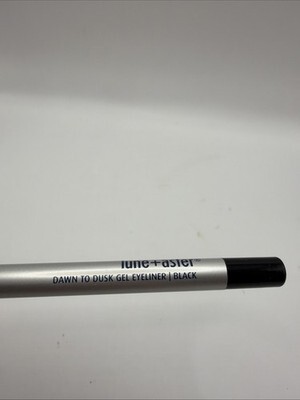 lune+aster
DAWN TO DUSK GEL EYELINER | BLACK